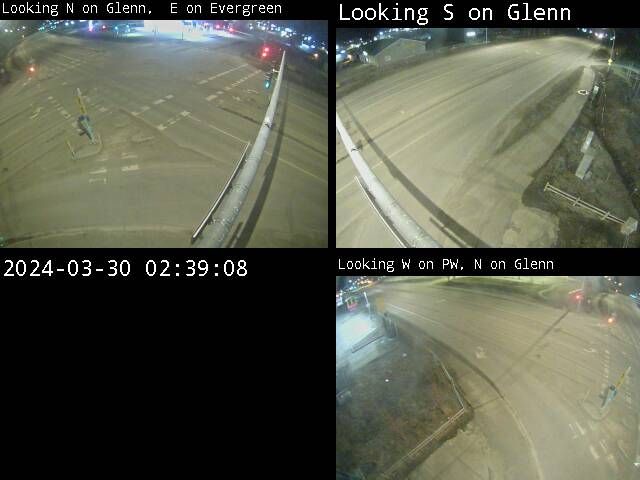 Looking N on Glenn,  E on Evergreen
Looking S on Glenn
2024-03-30 02:39:08
Looking W on PW, N on Glenn